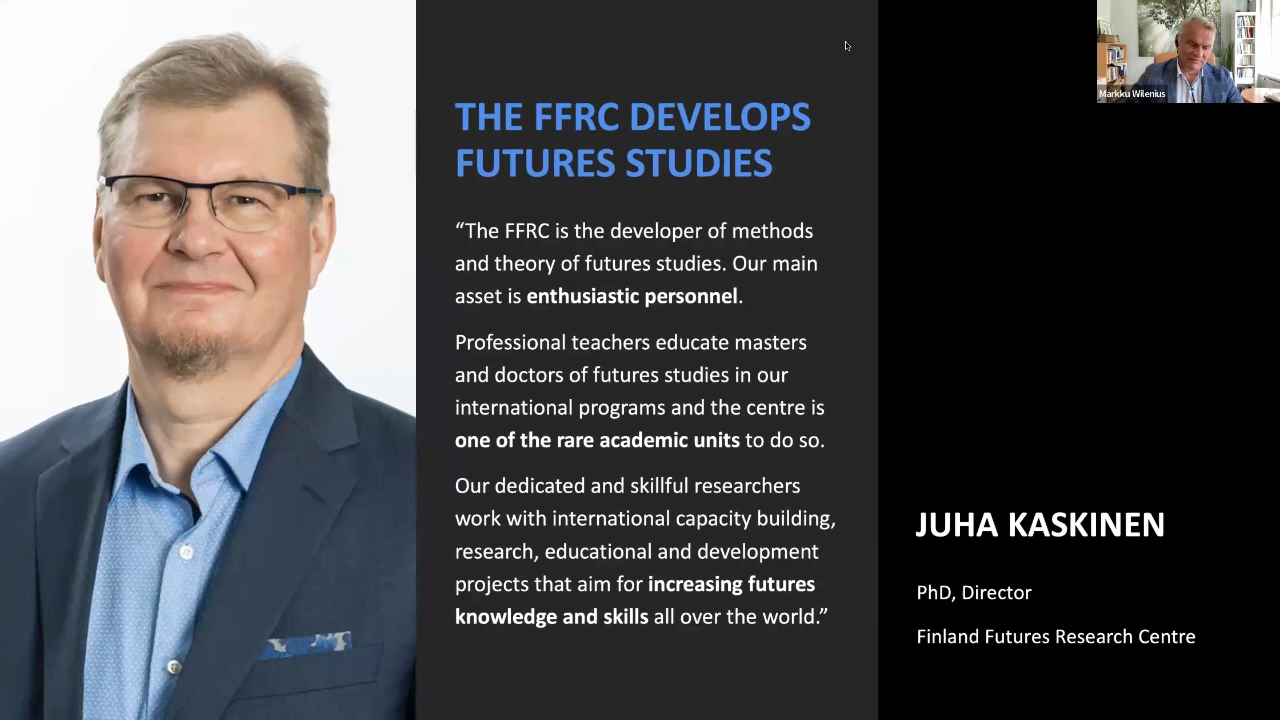 Markku Wilenius
THE FFRC DEVELOPS
FUTURES STUDIES
“The FFRC is the developer of methods
and theory of futures studies. Our main
asset is enthusiastic personnel.
Professional teachers educate masters
and doctors of futures studies in our
international programs and the centre is
one of the rare academic units to do so.
Our dedicated and skillful researchers
work with international capacity building,
research, educational and development
projects that aim for increasing futures
knowledge and skills all over the world.”
JUHA KASKINEN
PhD, Director
Finland Futures Research Centre